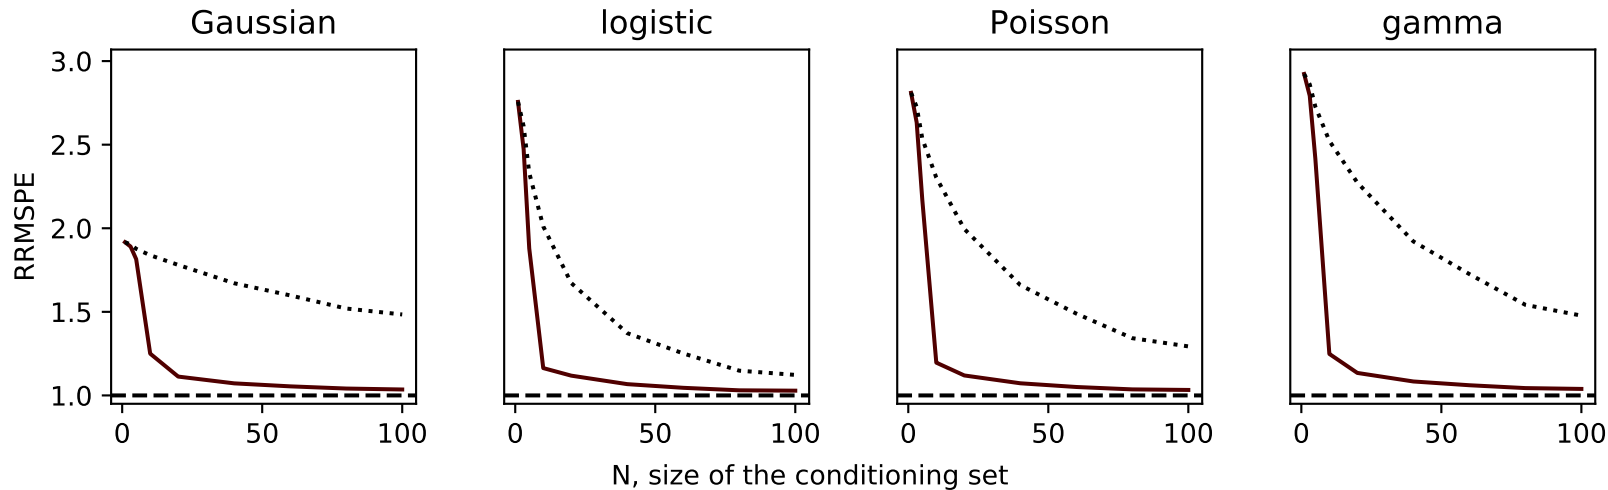 Gaussian
logistic
Poisson
gamma
RRMSPE
3.0
2.5
2.0
1.5
1.0
0 50 100
0 50 100
0 50 100
0 50 100
N, size of the conditioning set